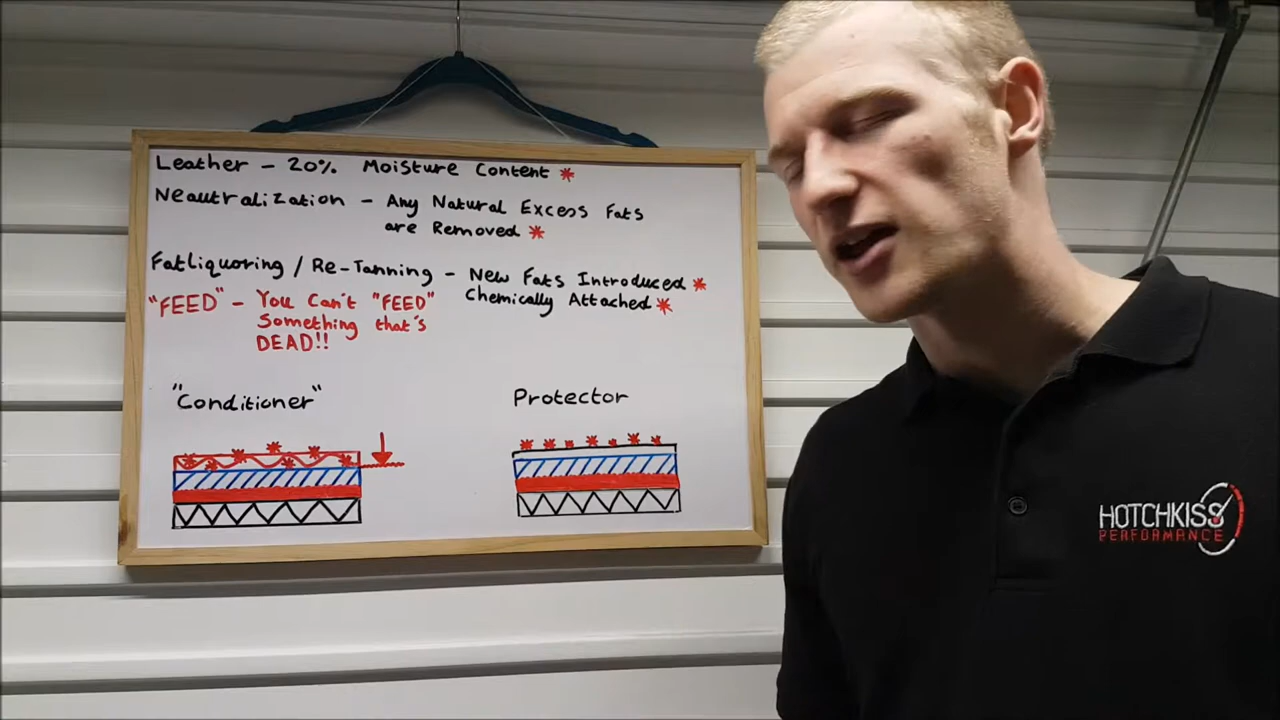 Leather - 20% Moisture Content *
Neautralization - Any Natural Excess Fats
are Removed *
Fatliquoring / Re-Tanning - New Fats Introduced *
Chemically Attached *
"FEED" - You Can't "FEED"
Something that's
DEAD!!
"Conditioner"
Protector
HOTCHKISS
PERFORMANCE